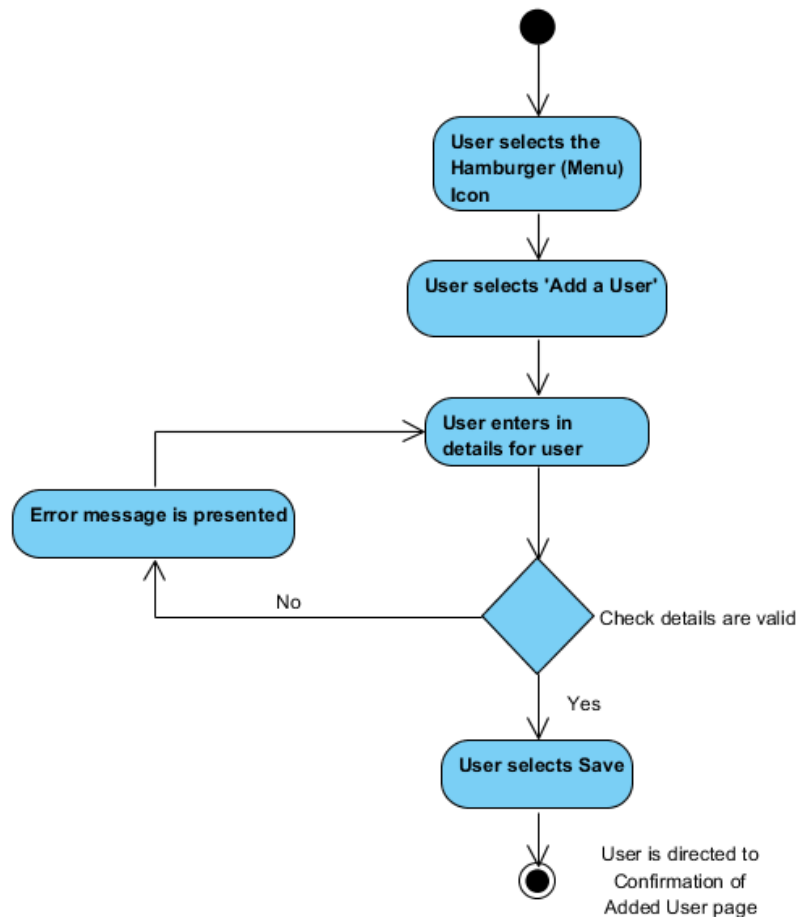 User selects the
Hamburger (Menu)
Icon
User selects 'Add a User'
User enters in
details for user
Error message is presented
No
Check details are valid
Yes
User selects Save
User is directed to
Confirmation of
Added User page